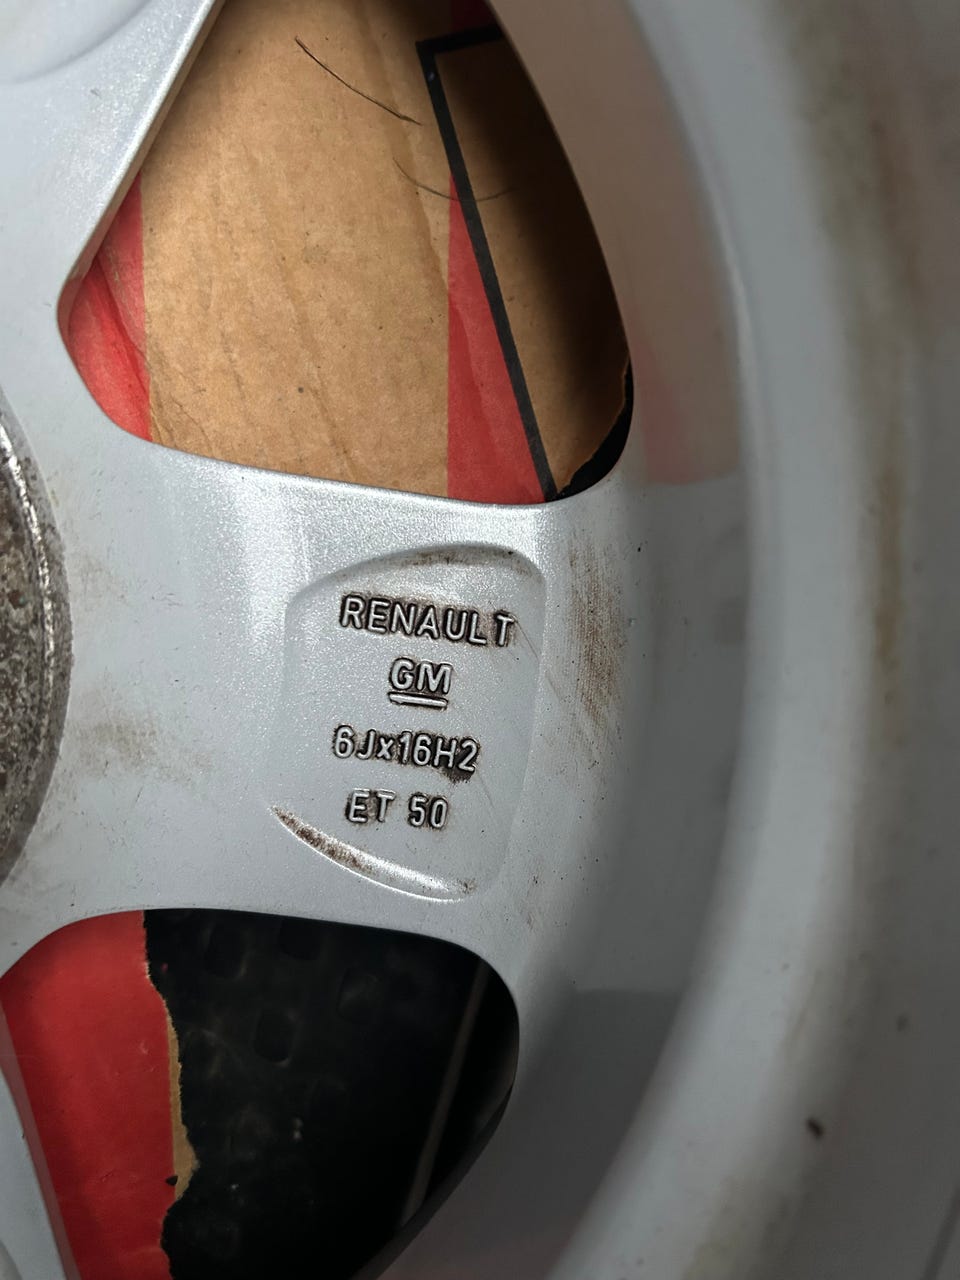 RENAULT
GM
6Jx16H2
ET 50